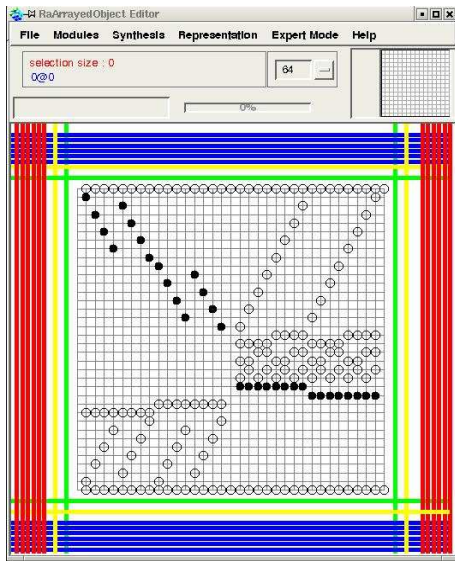 RaArrayedObject Editor
File Modules Synthesis Representation Expert Mode Help
selection size : 0
0@0
64
0%